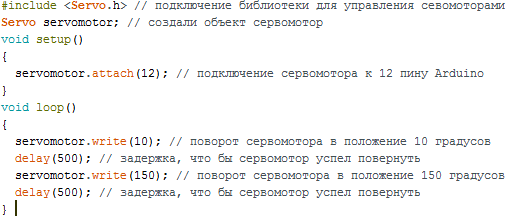 #include <Servo.h> // подключение библиотеки для управления севомоторами
Servo servomotor; // создали объект сервомотор
void setup()
{
servomotor.attach(12); // подключение сервомотора к 12 пину Arduino
}
void loop()
{
servomotor.write(10); // поворот сервомотора в положение 10 градусов
delay(500); // задержка, что бы сервомотор успел повернуть
servomotor.write(150); // поворот сервомотора в положение 150 градусов
delay(500); // задержка, что бы сервомотор успел повернуть
}